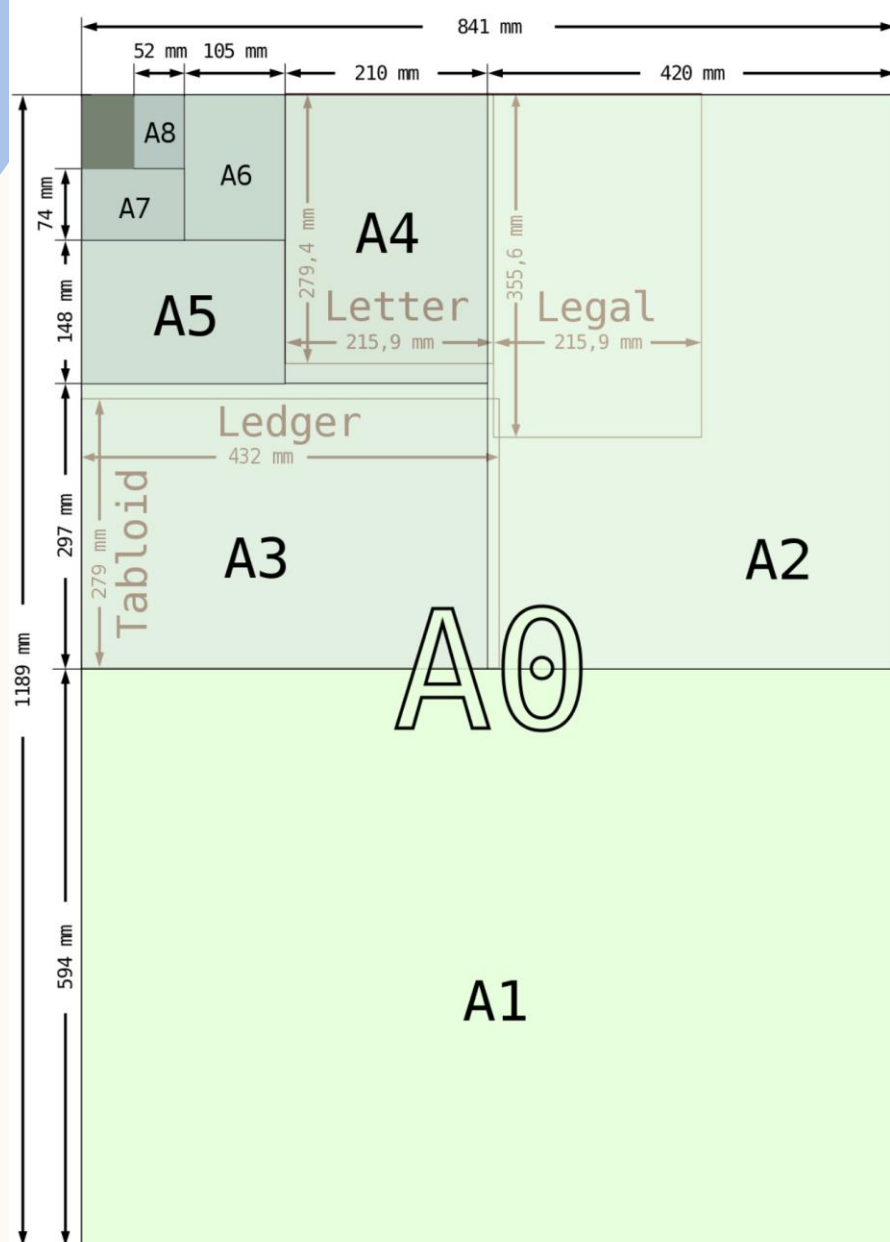 841 mm
52 mm 105 mm
210 mm 420 mm
A8
A6
A7
74 mm
A4
279,4 mm
355,6 mm
Letter
Legal
215,9 mm
215,9 mm
A5
148 mm
Ledger
432 mm
Tabloid
279 mm
297 mm
A3
A2
A0
1189 mm
594 mm
A1